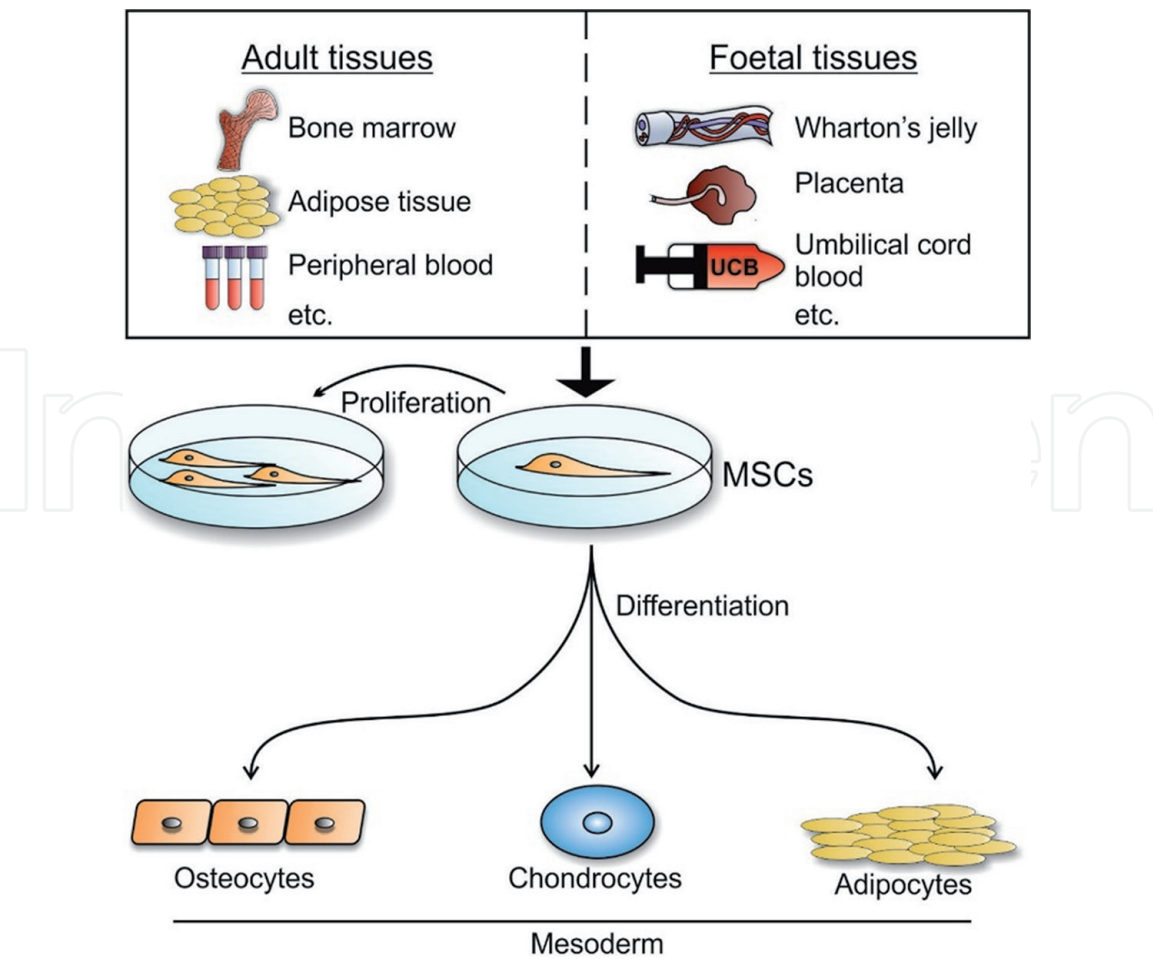 Adult tissues
Bone marrow
Adipose tissue
Peripheral blood
etc.
Foetal tissues
Wharton's jelly
Placenta
UCB
Umbilical cord
blood
etc.
Proliferation
MSCs
Differentiation
Osteocytes
Chondrocytes
Adipocytes
Mesoderm